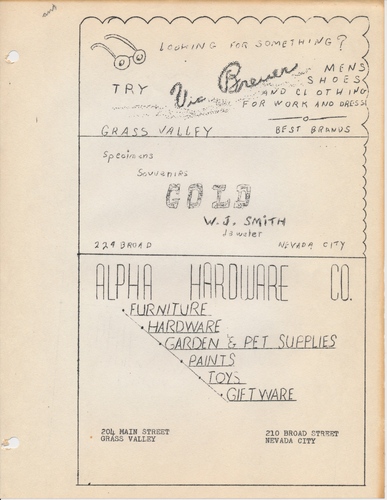 LOOKING FOR SOMETHING?
TRY Vic Bremer MENS
SHOES
AND CLOTHING
FOR WORK AND DRESS!
GRASS VALLEY BEST BRANDS
Specimens
Souvenirs
GOLD
W. J. SMITH
Jeweler
224 BROAD NEVADA CITY
ALPHA HARDWARE CO.
• FURNITURE
• HARDWARE
• GARDEN & PET SUPPLIES
• PAINTS
• TOYS
• GIFTWARE
204 MAIN STREET
GRASS VALLEY
210 BROAD STREET
NEVADA CITY